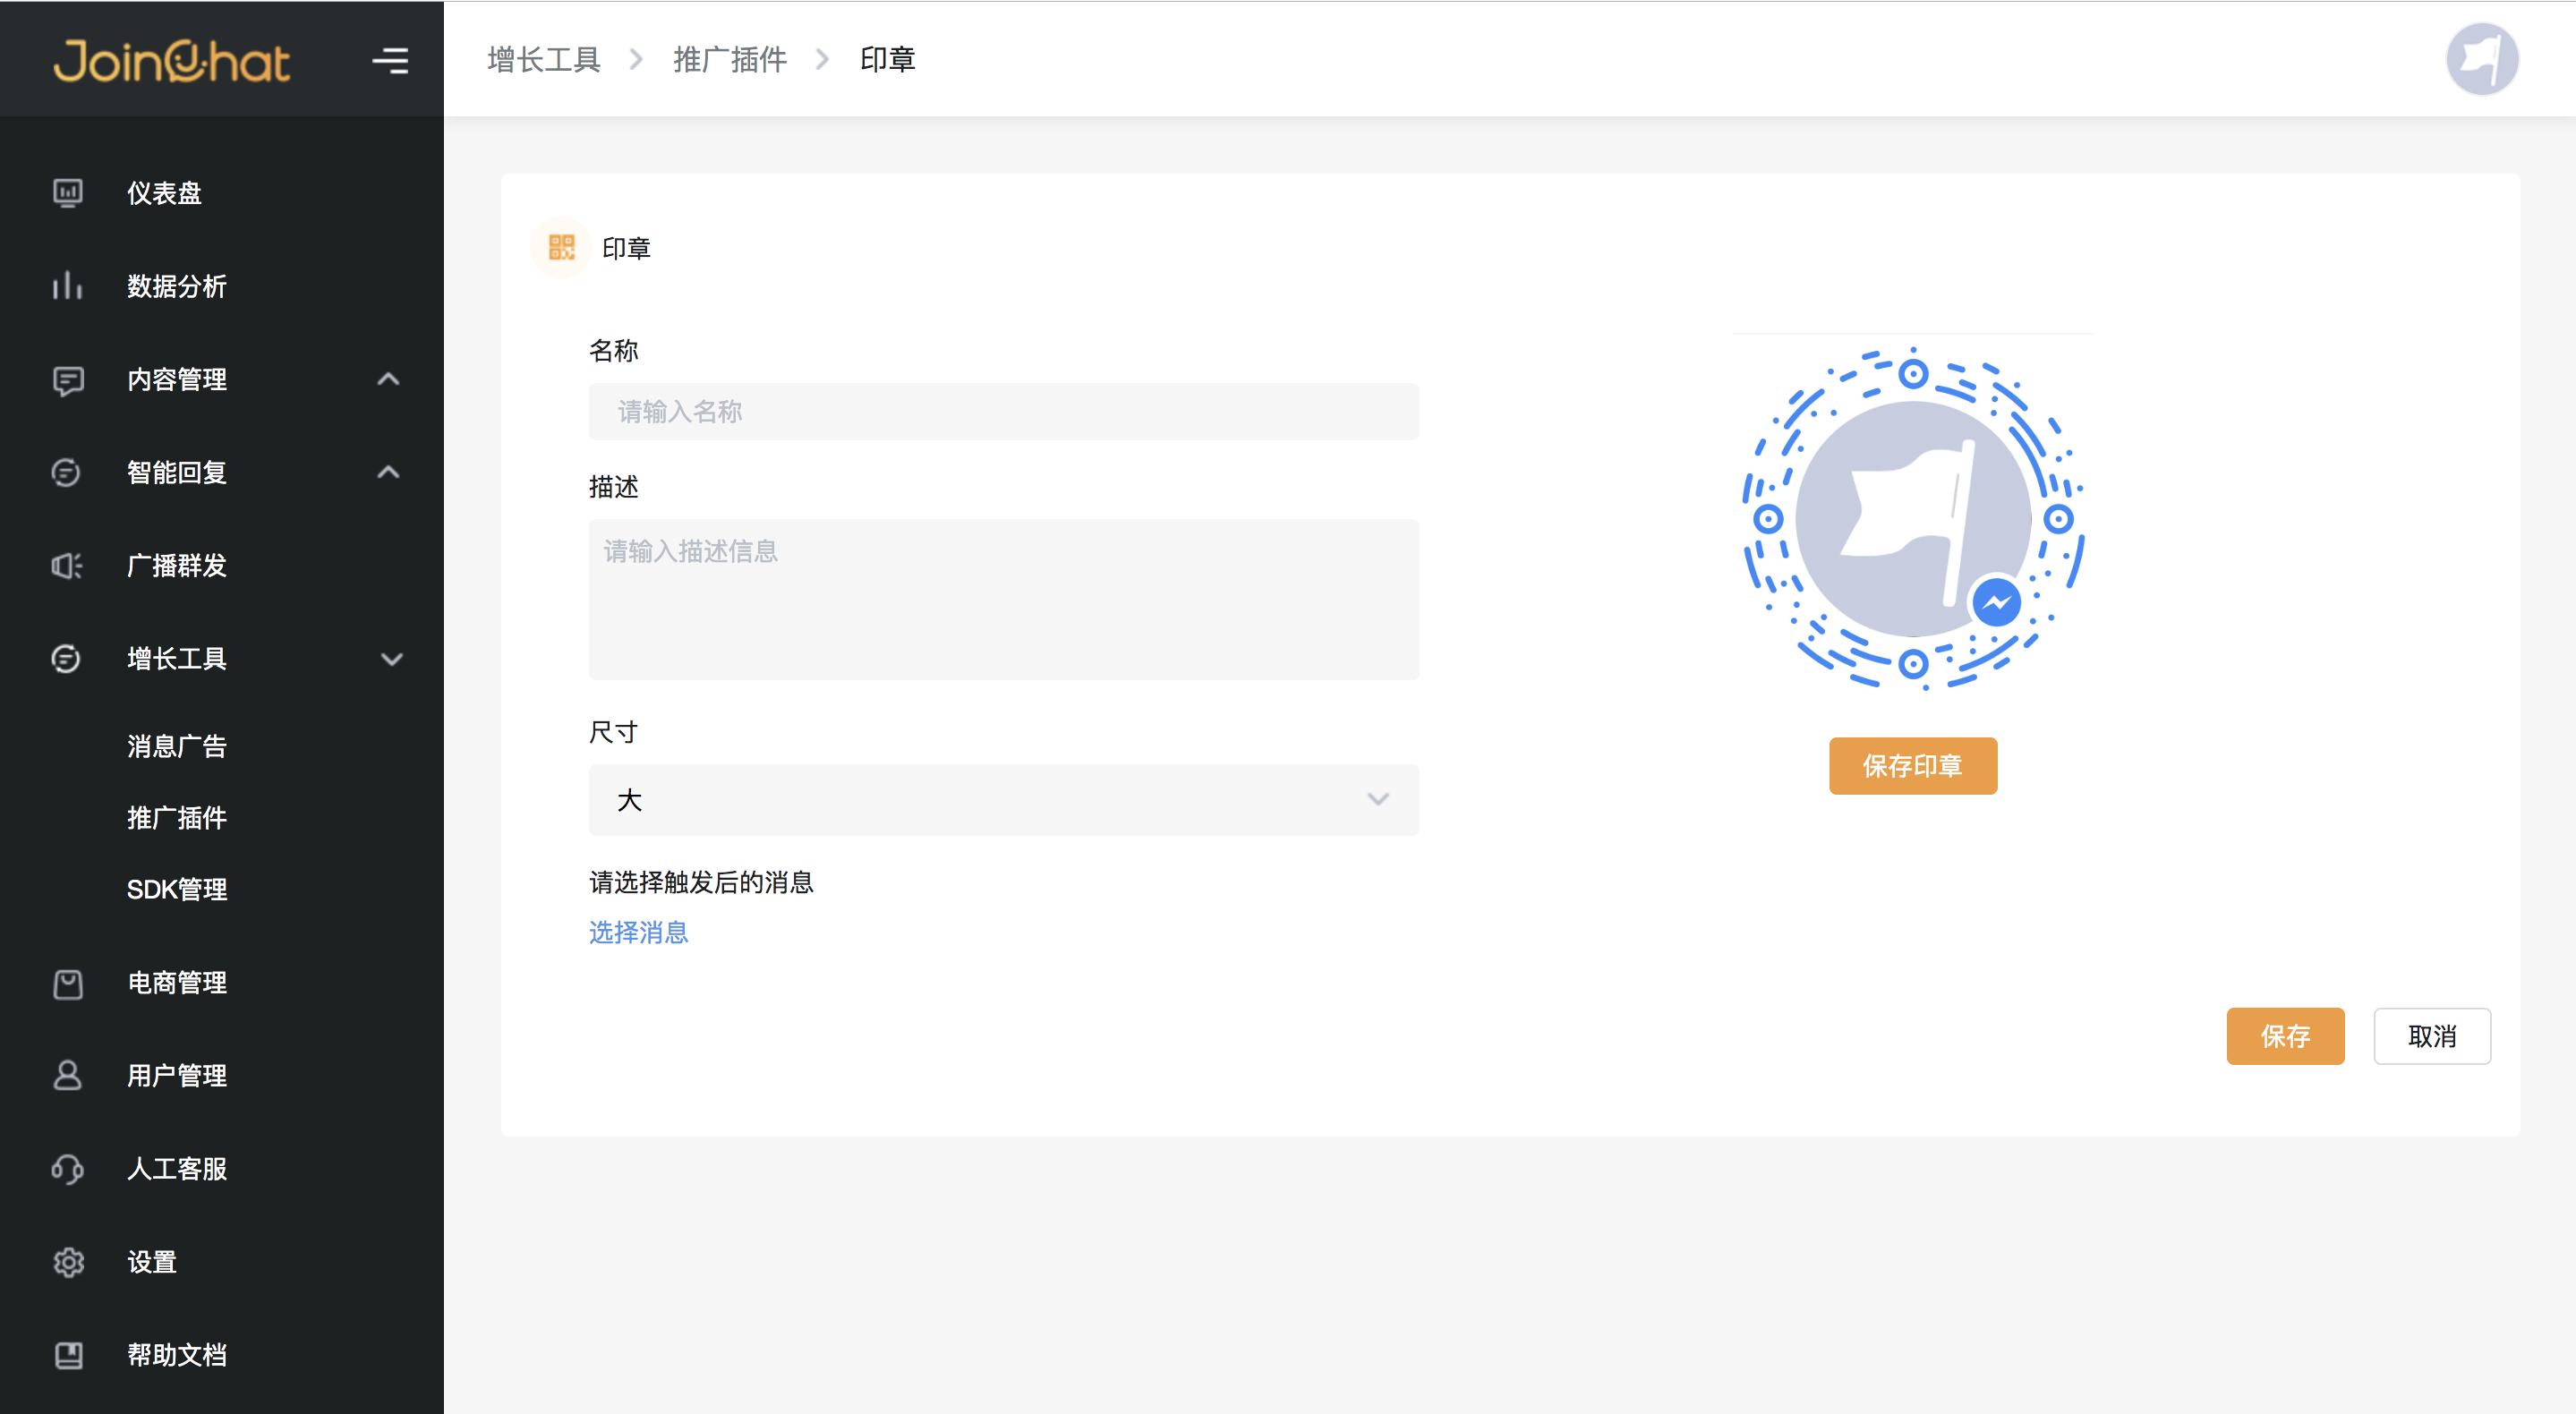 JoinChat
增长工具 > 推广插件 > 印章
仪表盘
数据分析
内容管理
智能回复
广播群发
增长工具
消息广告
推广插件
SDK管理
电商管理
用户管理
人工客服
设置
帮助文档
印章
名称
请输入名称
描述
请输入描述信息
尺寸
大
请选择触发后的消息
选择消息
保存印章
保存
取消